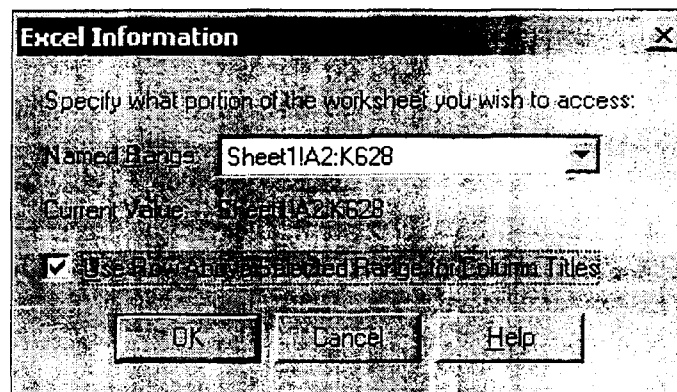 Excel Information
Specify what portion of the worksheet you wish to access:
Named Range: Sheet1!A2:K628
Current Value: Sheet1!A2:K628
Use Row Above Selected Range for Column Titles
OK Cancel Help